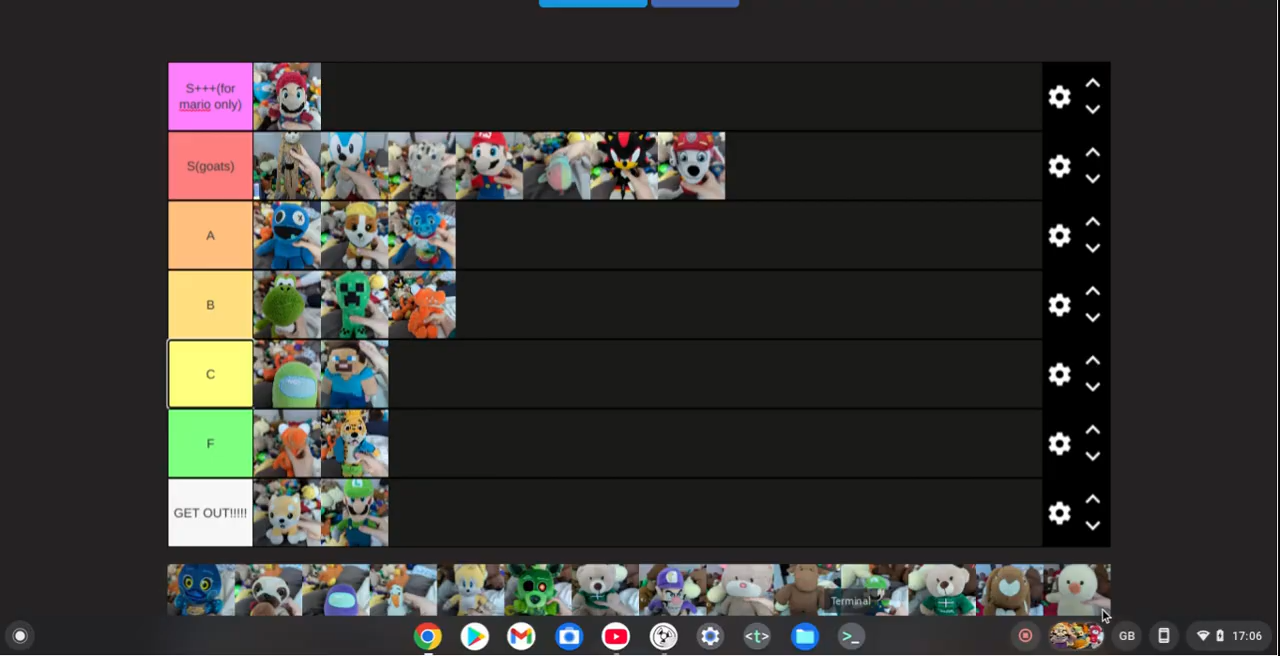 S+++(for
mario only)
S(goats)
A
B
C
F
GET OUT!!!!!
Terminal
GB
17:06